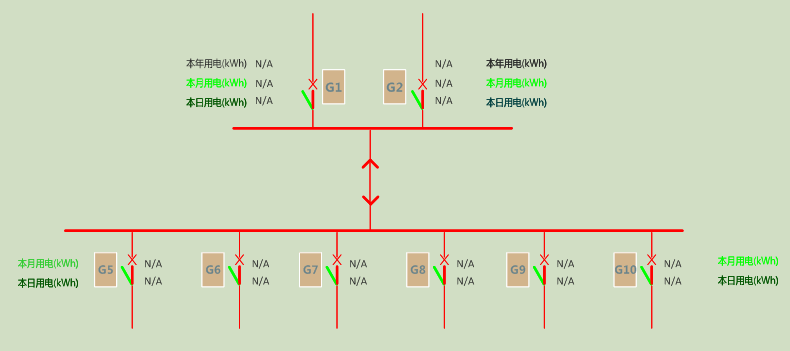 本年用电(kWh) N/A N/A 本年用电(kWh)
本月用电(kWh) N/A G1 G2 N/A 本月用电(kWh)
本日用电(kWh) N/A N/A 本日用电(kWh)
本月用电(kWh) G5 N/A G6 N/A G7 N/A G8 N/A G9 N/A G10 N/A 本月用电(kWh)
本日用电(kWh) N/A N/A N/A N/A N/A N/A 本日用电(kWh)